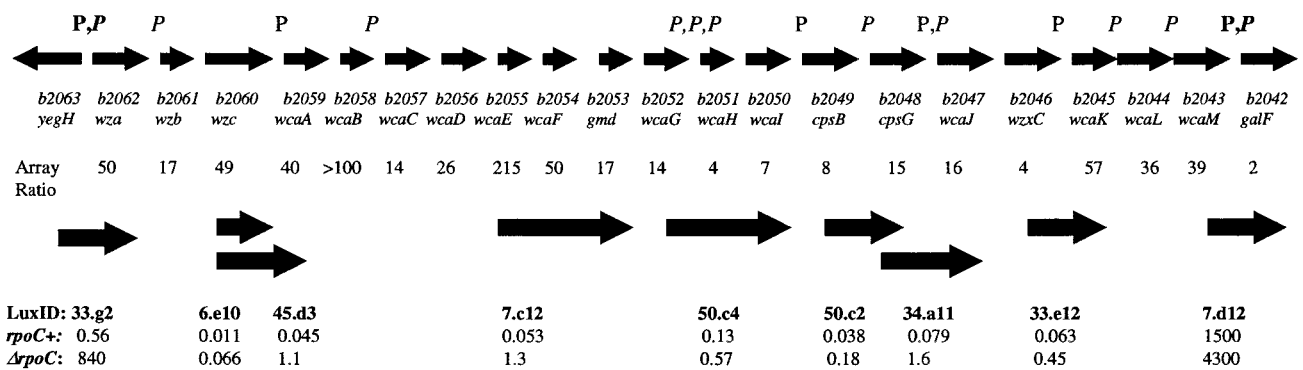 P,P P P P P,P,P P P P,P P P P P,P
b2063 b2062 b2061 b2060 b2059 b2058 b2057 b2056 b2055 b2054 b2053 b2052 b2051 b2050 b2049 b2048 b2047 b2046 b2045 b2044 b2043 b2042
yegH wza wzb wzc wcaA wcaB wcaC wcaD wcaE wcaF gmd wcaG wcaH wcaI cpsB cpsG wcaJ wzxC wcaK wcaL wcaM galF
Array 50 17 49 40 >100 14 26 215 50 17 14 4 7 8 15 16 4 57 36 39 2
Ratio
LuxID: 33.g2 6.e10 45.d3 7.c12 50.c4 50.c2 34.a11 33.e12 7.d12
rpoC+: 0.56 0.011 0.045 0.053 0.13 0.038 0.079 0.063 1500
ΔrpoC: 840 0.066 1.1 1.3 0.57 0.18 1.6 0.45 4300